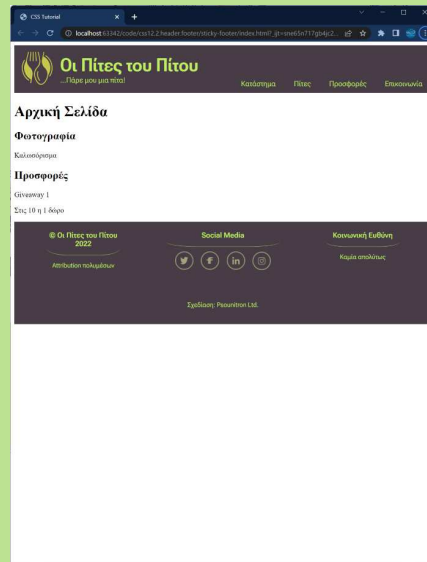 CSS Tutorial
localhost:63342/code/css12.2.header.footer/sticky-footer/index.html?_ijt=sne65n717gb4jc2...
Οι Πίτες του Πίτου
...Πάρε μου μια πίτα!
Κατάστημα Πίτες Προσφορές Επικοινωνία
Αρχική Σελίδα
Φωτογραφία
Καλωσόρισμα
Προσφορές
Giveaway 1
Στις 10 η 1 δώρο
© Οι Πίτες του Πίτου Social Media Κοινωνική Ευθύνη
2022
Attribution πολυμέσων Καμία απολύτως
Σχεδίαση: Peounitron Ltd.